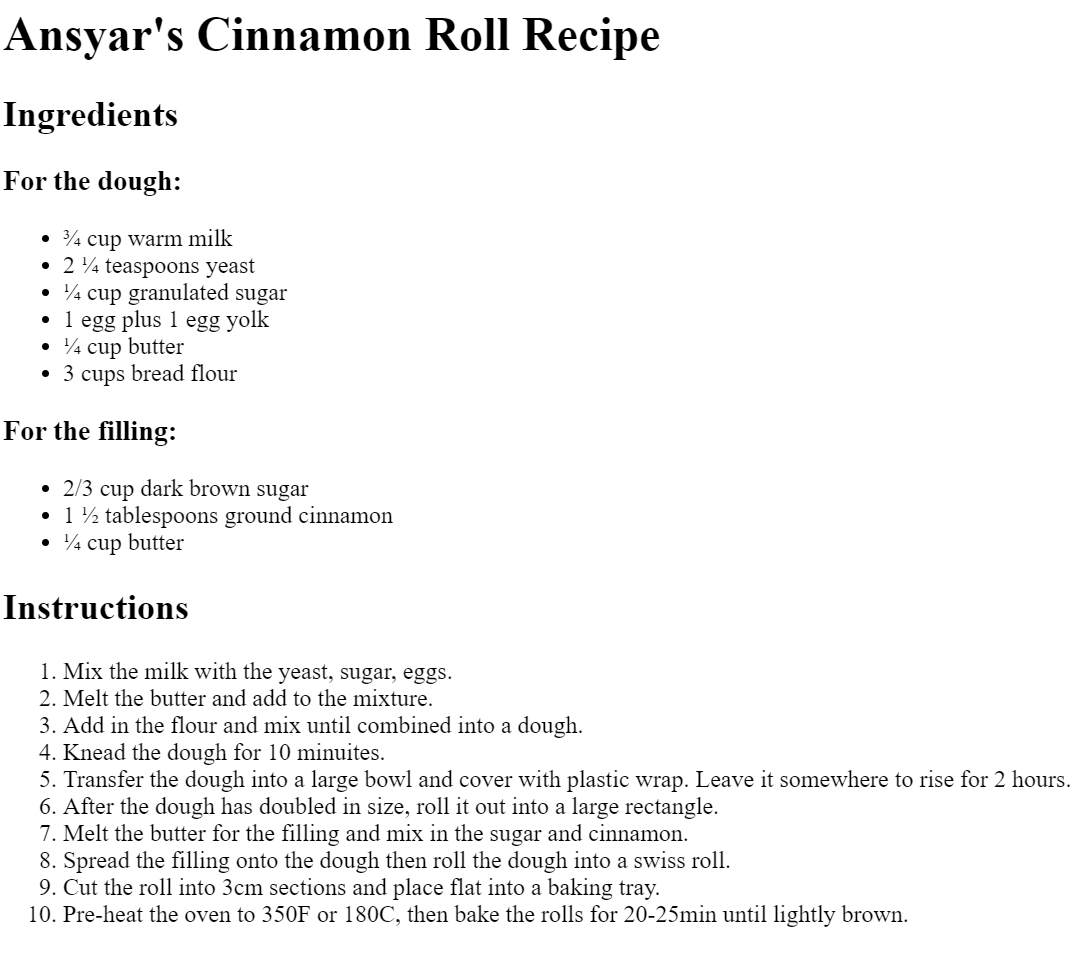 Ansyar's Cinnamon Roll Recipe
Ingredients
For the dough:
• ¾ cup warm milk
• 2 ¼ teaspoons yeast
• ¼ cup granulated sugar
• 1 egg plus 1 egg yolk
• ¼ cup butter
• 3 cups bread flour
For the filling:
• 2/3 cup dark brown sugar
• 1 ½ tablespoons ground cinnamon
• ¼ cup butter
Instructions
1. Mix the milk with the yeast, sugar, eggs.
2. Melt the butter and add to the mixture.
3. Add in the flour and mix until combined into a dough.
4. Knead the dough for 10 minuites.
5. Transfer the dough into a large bowl and cover with plastic wrap. Leave it somewhere to rise for 2 hours.
6. After the dough has doubled in size, roll it out into a large rectangle.
7. Melt the butter for the filling and mix in the sugar and cinnamon.
8. Spread the filling onto the dough then roll the dough into a swiss roll.
9. Cut the roll into 3cm sections and place flat into a baking tray.
10. Pre-heat the oven to 350F or 180C, then bake the rolls for 20-25min until lightly brown.